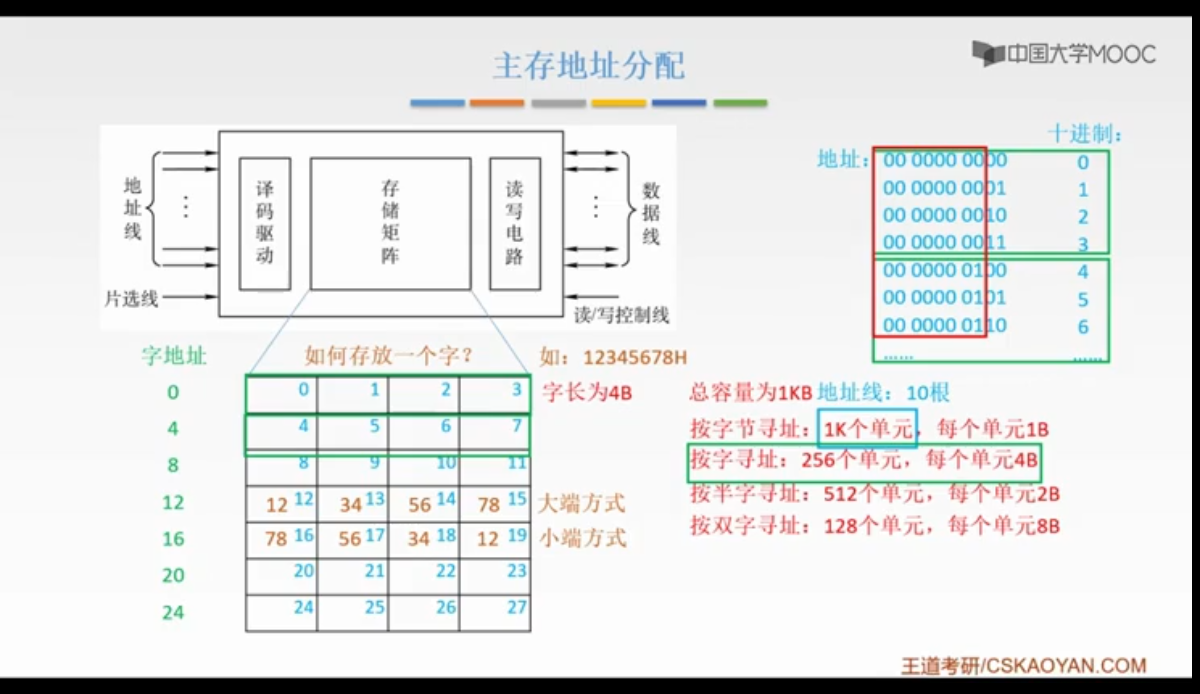 主存地址分配
中国大学MOOC
地址线
译码驱动
存储矩阵
读写电路
数据线
片选线
读/写控制线
十进制:
地址:
00 0000 0000 0
00 0000 0001 1
00 0000 0010 2
00 0000 0011 3
00 0000 0100 4
00 0000 0101 5
00 0000 0110 6
...... ......
字地址 如何存放一个字? 如: 12345678H
0 0 1 2 3 字长为4B
4 4 5 6 7
8 8 9 10 11
12 12 12 34 13 56 14 78 15 大端方式
16 78 16 56 17 34 18 12 19 小端方式
20 20 21 22 23
24 24 25 26 27
总容量为1KB 地址线: 10根
按字节寻址: 1K个单元, 每个单元1B
按字寻址: 256个单元, 每个单元4B
按半字寻址: 512个单元, 每个单元2B
按双字寻址: 128个单元, 每个单元8B
王道考研/CSKAOYAN.COM